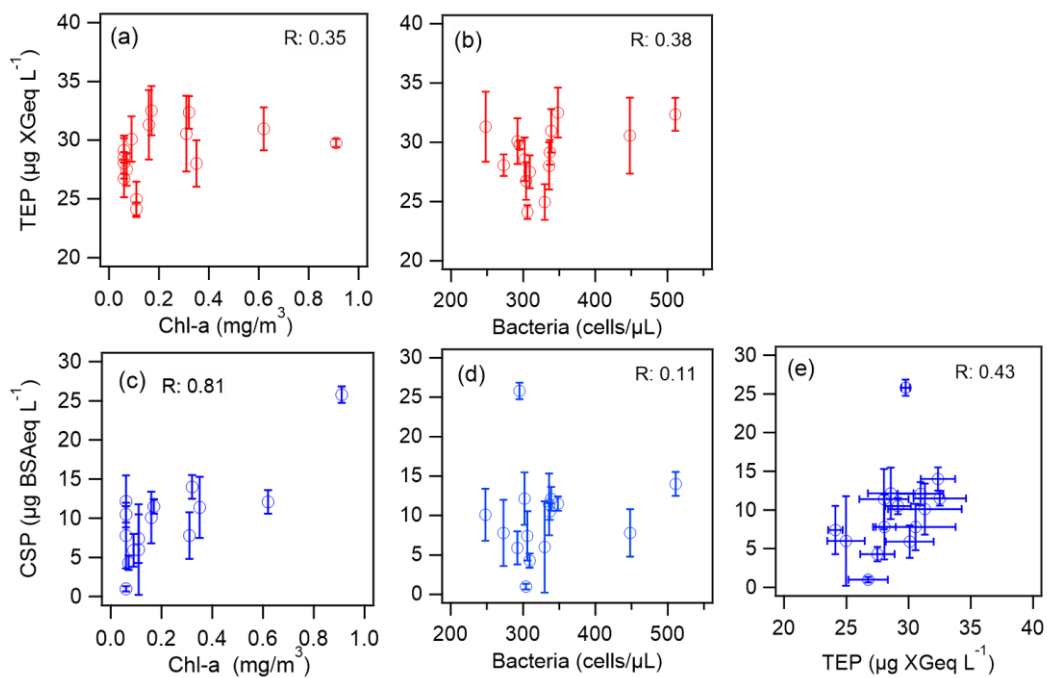 (a)
R: 0.35
TEP (µg XGeq L⁻¹)
40
35
30
25
20
0.0 0.2 0.4 0.6 0.8 1.0
Chl-a (mg/m³)
(b)
R: 0.38
40
35
30
25
20
200 300 400 500
Bacteria (cells/µL)
(c)
R: 0.81
CSP (µg BSAeq L⁻¹)
30
25
20
15
10
5
0
0.0 0.2 0.4 0.6 0.8 1.0
Chl-a (mg/m³)
(d)
R: 0.11
30
25
20
15
10
5
0
200 300 400 500
Bacteria (cells/µL)
(e)
R: 0.43
30
25
20
15
10
5
0
20 25 30 35 40
TEP (µg XGeq L⁻¹)